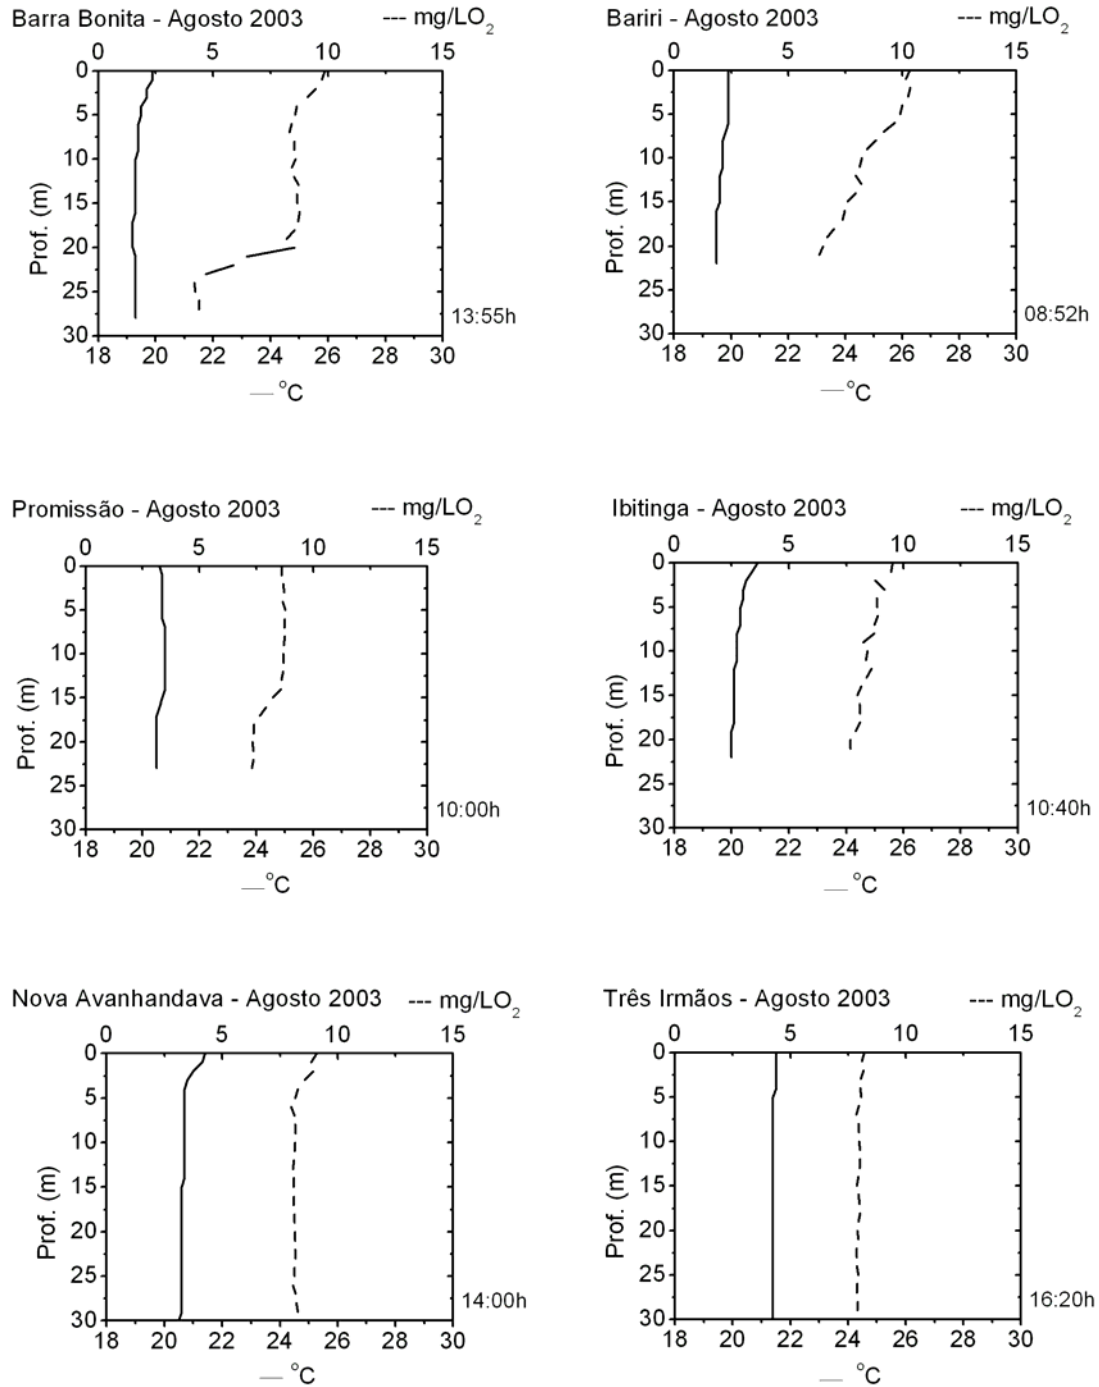 Barra Bonita - Agosto 2003 --- mg/LO2
0 5 10 15
0
5
10
15
20
25
30
Prof. (m)
13:55h
18 20 22 24 26 28 30
— °C
Bariri - Agosto 2003 --- mg/LO2
0 5 10 15
0
5
10
15
20
25
30
Prof. (m)
08:52h
18 20 22 24 26 28 30
— °C
Promissão - Agosto 2003 --- mg/LO2
0 5 10 15
0
5
10
15
20
25
30
Prof. (m)
10:00h
18 20 22 24 26 28 30
— °C
Ibitinga - Agosto 2003 --- mg/LO2
0 5 10 15
0
5
10
15
20
25
30
Prof. (m)
10:40h
18 20 22 24 26 28 30
— °C
Nova Avanhandava - Agosto 2003 --- mg/LO2
0 5 10 15
0
5
10
15
20
25
30
Prof. (m)
14:00h
18 20 22 24 26 28 30
— °C
Três Irmãos - Agosto 2003 --- mg/LO2
0 5 10 15
0
5
10
15
20
25
30
Prof. (m)
16:20h
18 20 22 24 26 28 30
— °C